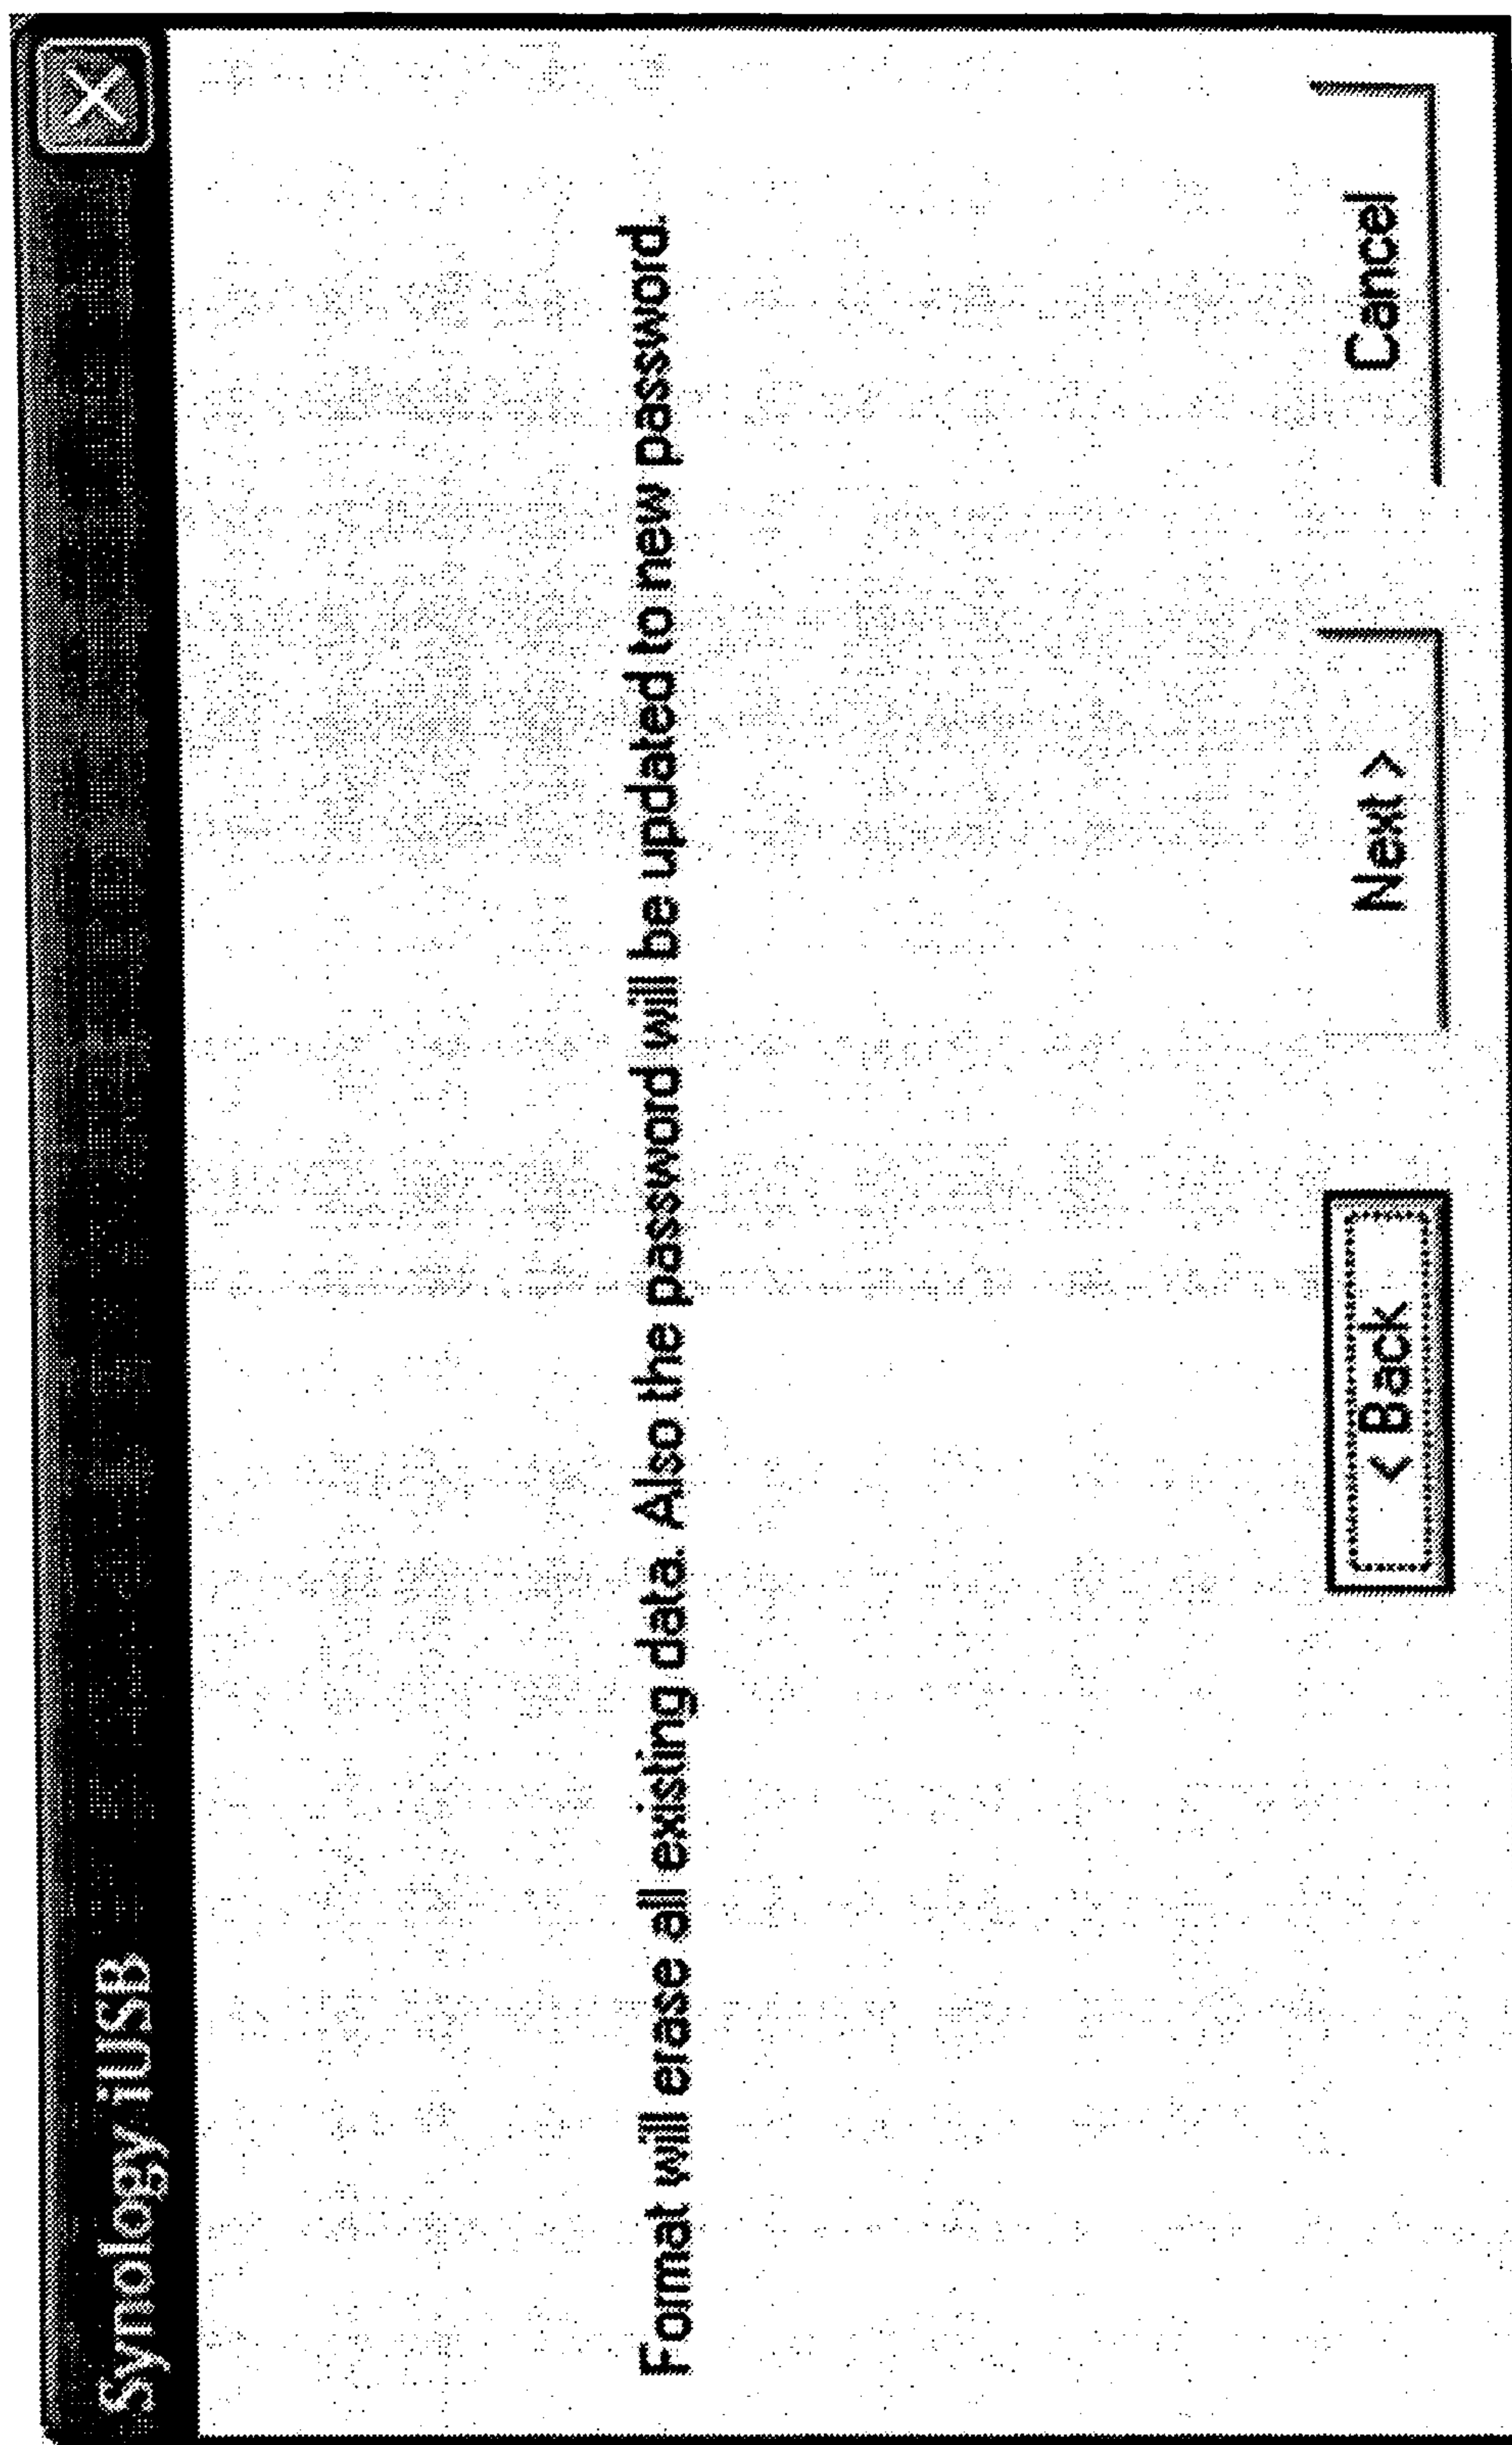 Synology iUSB
Format will erase all existing data. Also the password will be updated to new password.
< Back
Next >
Cancel